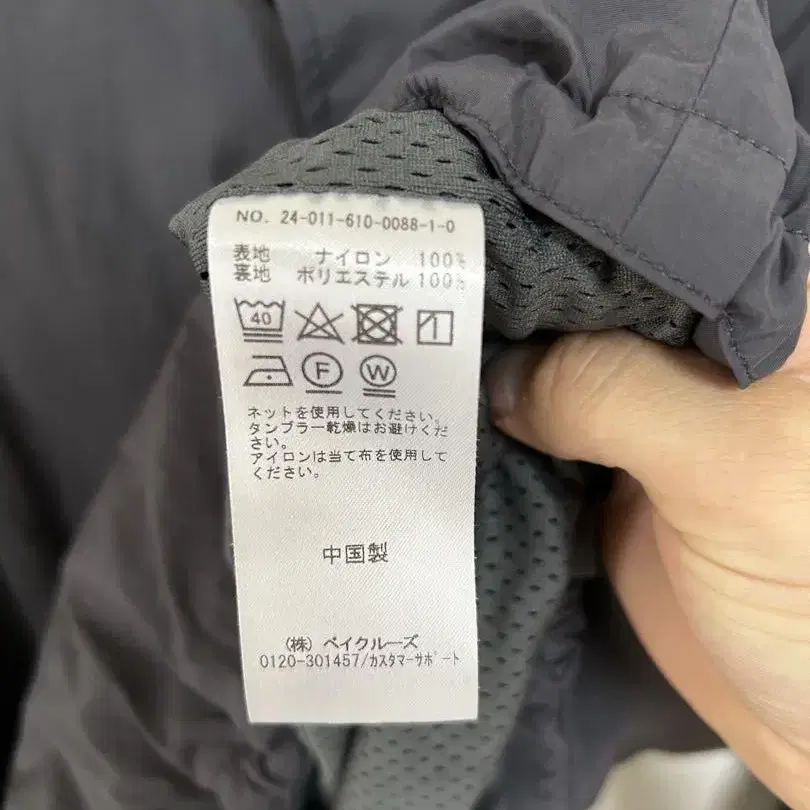 NO. 24-011-610-0088-1-0
表地 ナイロン 100%
裏地 ポリエステル 100%
40
F W
ネットを使用してください。
タンブラー乾燥はお避けくだ
さい。
アイロンは当て布を使用して
ください。
中国製
(株) ベイクルーズ
0120-301457/カスタマーサポート